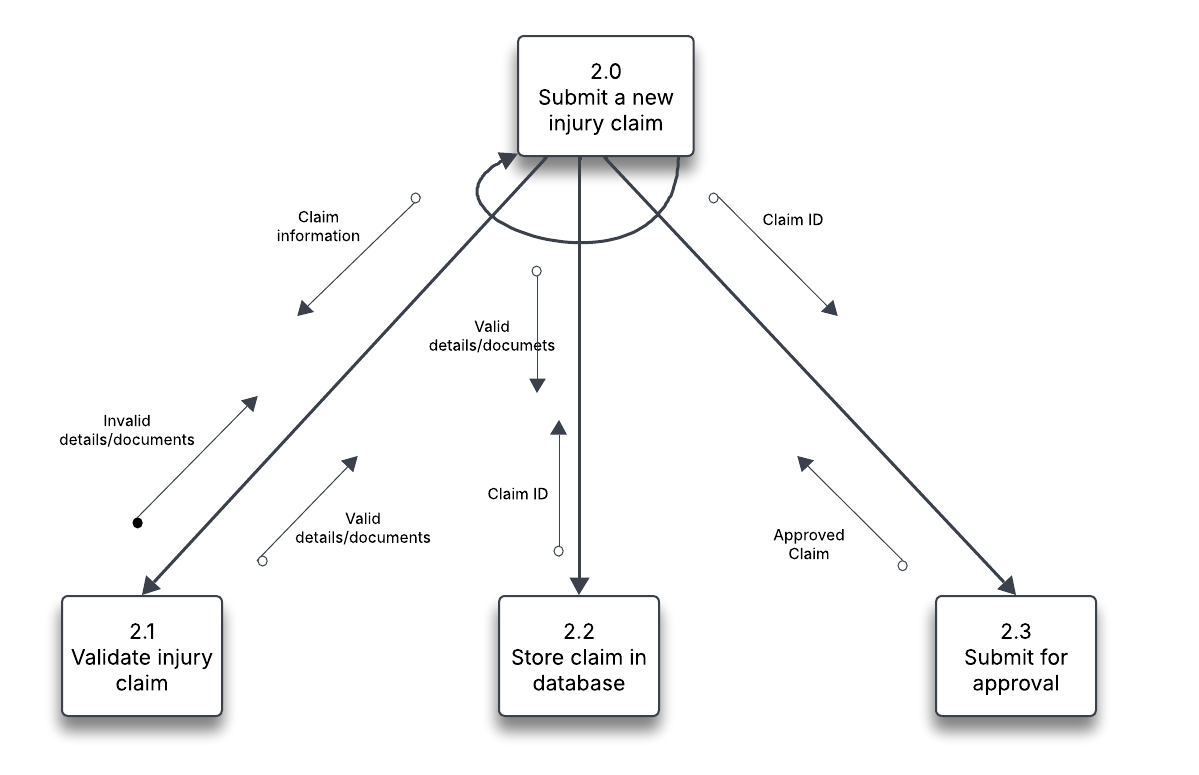 2.0
Submit a new
injury claim
Claim
information
Claim ID
Valid
details/documets
Invalid
details/documents
Claim ID
Valid
details/documents
Approved
Claim
2.1
Validate injury
claim
2.2
Store claim in
database
2.3
Submit for
approval